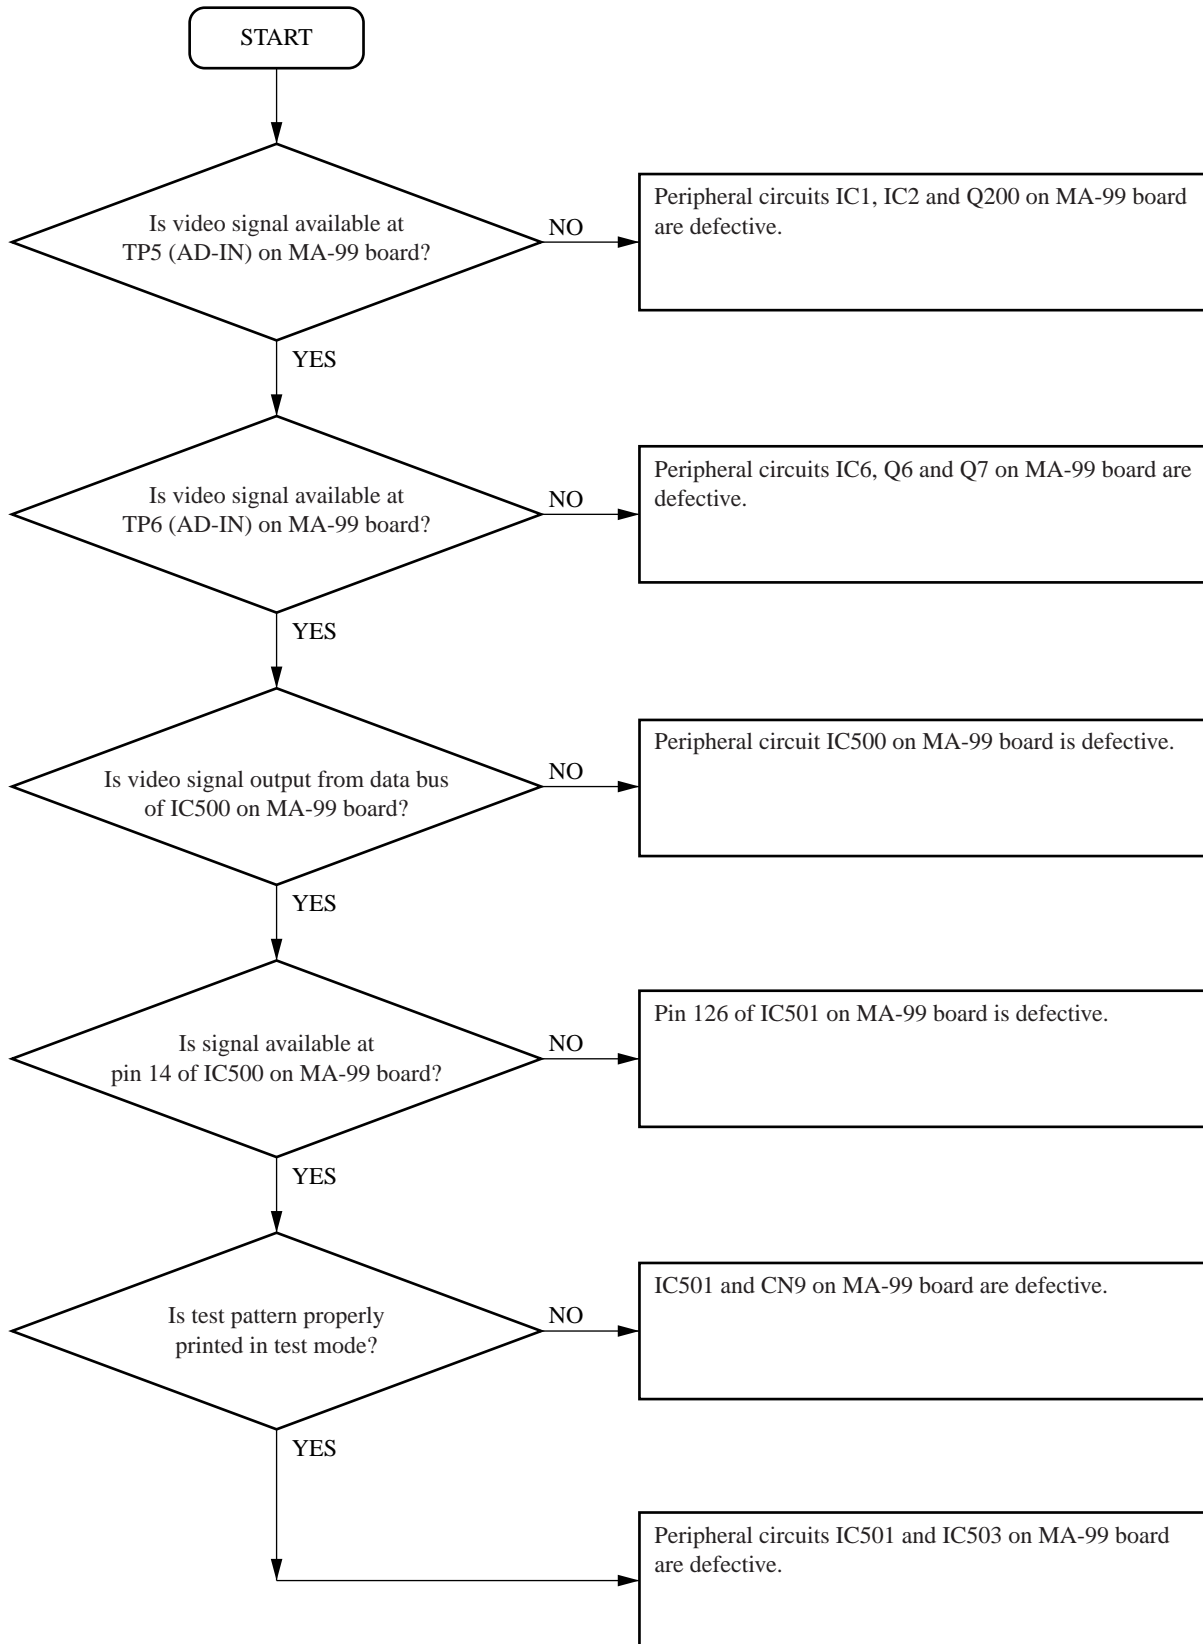 START
Is video signal available at
TP5 (AD-IN) on MA-99 board?
NO
Peripheral circuits IC1, IC2 and Q200 on MA-99 board
are defective.
YES
Is video signal available at
TP6 (AD-IN) on MA-99 board?
NO
Peripheral circuits IC6, Q6 and Q7 on MA-99 board are
defective.
YES
Is video signal output from data bus
of IC500 on MA-99 board?
NO
Peripheral circuit IC500 on MA-99 board is defective.
YES
Is signal available at
pin 14 of IC500 on MA-99 board?
NO
Pin 126 of IC501 on MA-99 board is defective.
YES
Is test pattern properly
printed in test mode?
NO
IC501 and CN9 on MA-99 board are defective.
YES
Peripheral circuits IC501 and IC503 on MA-99 board
are defective.